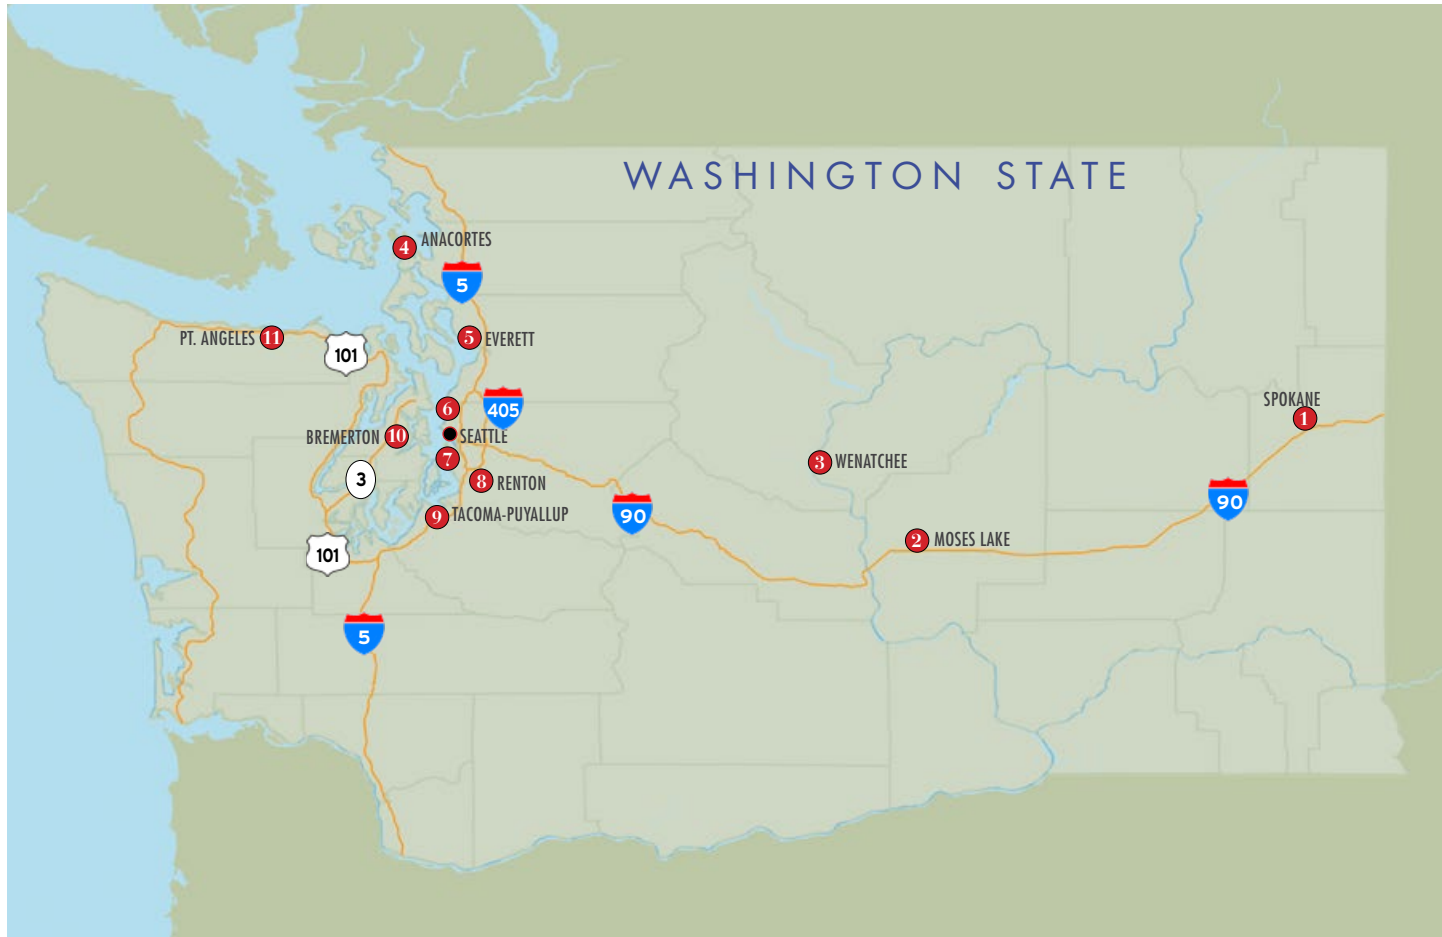 WASHINGTON STATE
4 ANACORTES
5
PT. ANGELES 11
101
5 EVERETT
6
405
SPOKANE
1
BREMERTON 10
SEATTLE
7
3 WENATCHEE
3
8 RENTON
90
9 TACOMA-PUYALLUP
90
2 MOSES LAKE
101
5